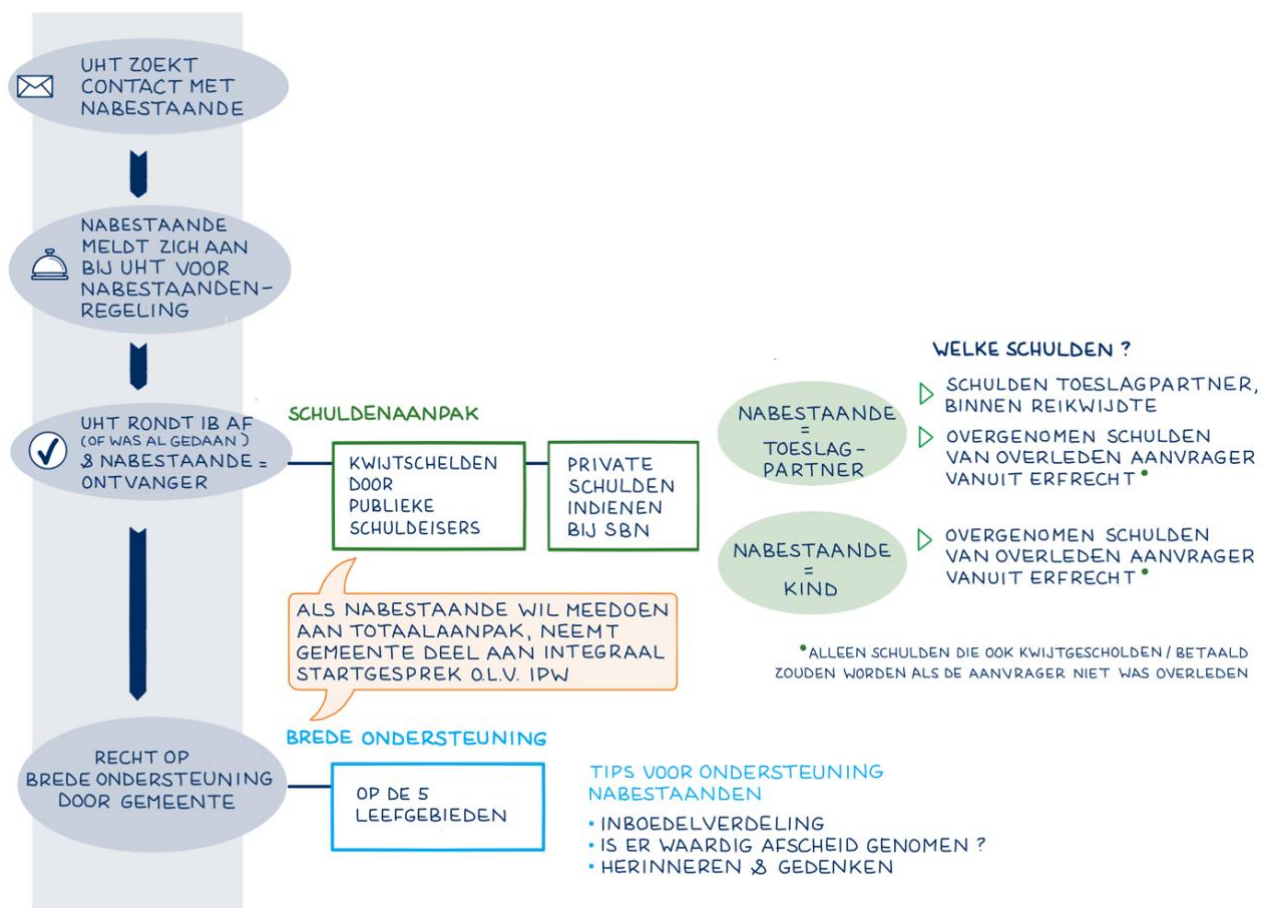 UHT ZOEKT
CONTACT MET
NABESTAANDE
NABESTAANDE
MELDT ZICH AAN
BIJ UHT VOOR
NABESTAANDEN-
REGELING
UHT RONDT IB AF
(OF WAS AL GEDAAN)
& NABESTAANDE =
ONTVANGER
SCHULDENAANPAK
KWIJTSCHELDEN
DOOR
PUBLIEKE
SCHULDEISERS
PRIVATE
SCHULDEN
INDIENEN
BIJ SBN
NABESTAANDE
=
TOESLAG-
PARTNER
WELKE SCHULDEN ?
SCHULDEN TOESLAGPARTNER,
BINNEN REIKWIJDTE
OVERGENOMEN SCHULDEN
VAN OVERLEDEN AANVRAGER
VANUIT ERFRECHT •
NABESTAANDE
=
KIND
OVERGENOMEN SCHULDEN
VAN OVERLEDEN AANVRAGER
VANUIT ERFRECHT •
• ALLEEN SCHULDEN DIE OOK KWIJTGESCHOLDEN / BETAALD
ZOUDEN WORDEN ALS DE AANVRAGER NIET WAS OVERLEDEN
ALS NABESTAANDE WIL MEEDOEN
AAN TOTAALAANPAK, NEEMT
GEMEENTE DEEL AAN INTEGRAAL
STARTGESPREK O.L.V. IPW
RECHT OP
BREDE ONDERSTEUNING
DOOR GEMEENTE
BREDE ONDERSTEUNING
OP DE 5
LEEFGEBIEDEN
TIPS VOOR ONDERSTEUNING
NABESTAANDEN
• INBOEDELVERDELING
• IS ER WAARDIG AFSCHEID GENOMEN ?
• HERINNEREN & GEDENKEN